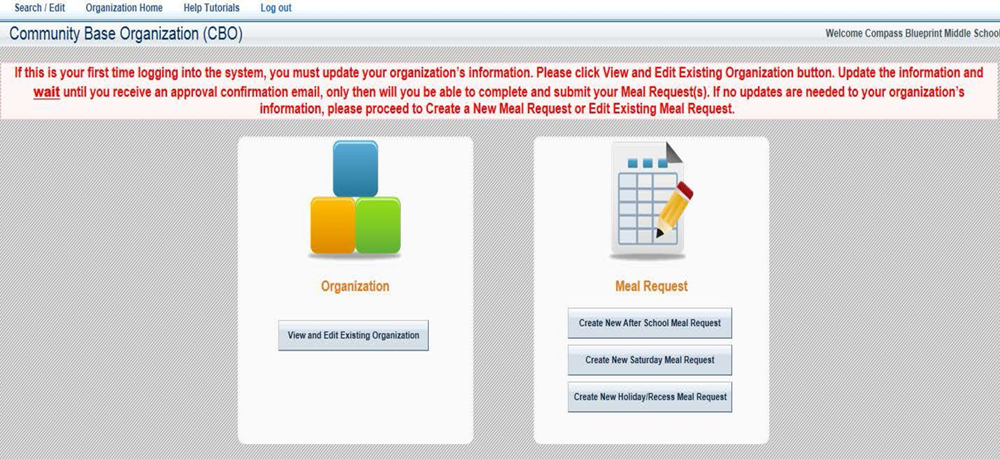 Search / Edit Organization Home Help Tutorials Log out
Community Base Organization (CBO)
Welcome Compass Blueprint Middle School
If this is your first time logging into the system, you must update your organization's information. Please click View and Edit Existing Organization button. Update the information and
wait until you receive an approval confirmation email, only then will you be able to complete and submit your Meal Request(s). If no updates are needed to your organization's
information, please proceed to Create a New Meal Request or Edit Existing Meal Request.
Organization
View and Edit Existing Organization
Meal Request
Create New After School Meal Request
Create New Saturday Meal Request
Create New Holiday/Recess Meal Request